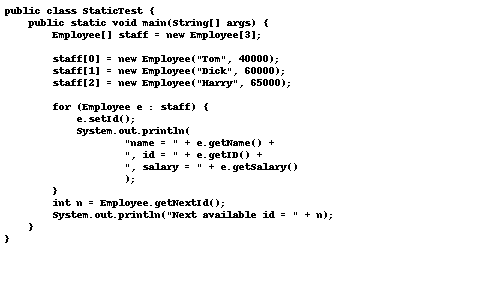 public class StaticTest {
    public static void main(String[] args) {
        Employee[] staff = new Employee[3];

        staff[0] = new Employee("Tom", 40000);
        staff[1] = new Employee("Dick", 60000);
        staff[2] = new Employee("Harry", 65000);

        for (Employee e : staff) {
            e.setId();
            System.out.println(
                    "name = " + e.getName() +
                    ", id = " + e.getID() +
                    ", salary = " + e.getSalary()
                    );
        }
        int n = Employee.getNextId();
        System.out.println("Next available id = " + n);
    }
}